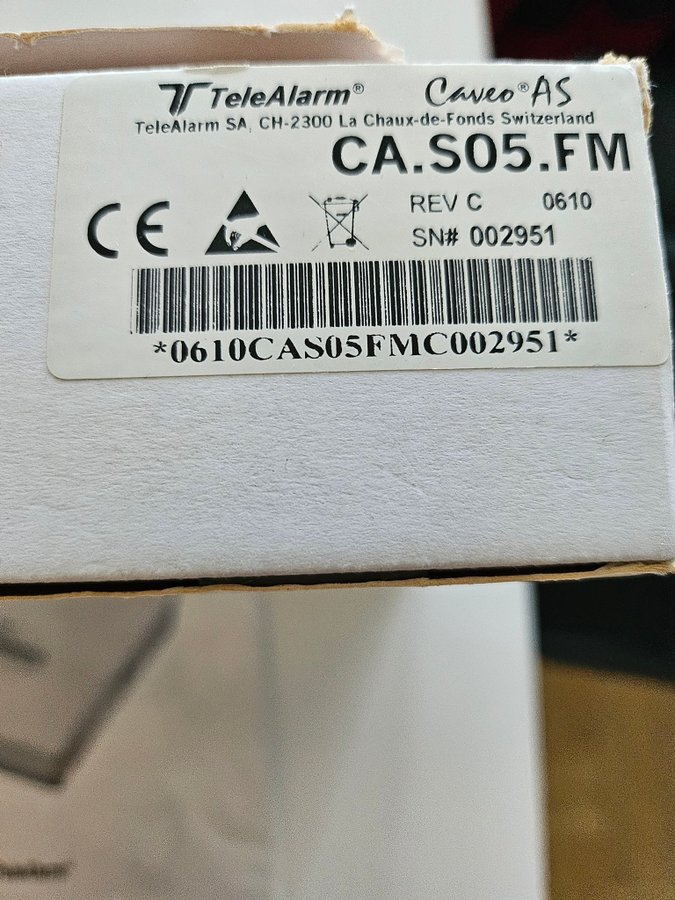 TeleAlarm® Caveo® AS
TeleAlarm SA, CH-2300 La Chaux-de-Fonds Switzerland
CA.S05.FM
CE
REV C 0610
SN# 002951
*0610CAS05FMC002951*